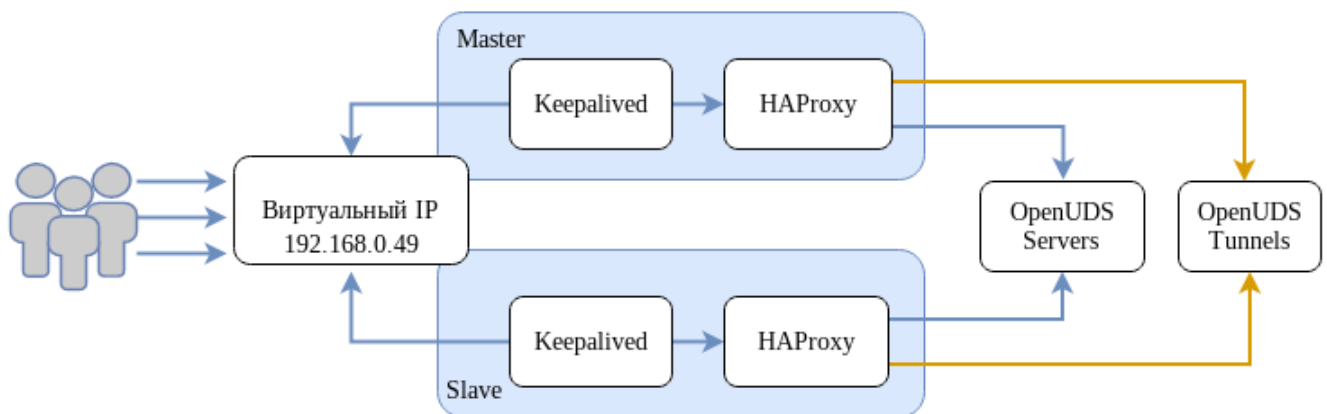 Master
Keepalived
HAProxy
Виртуальный IP
192.168.0.49
OpenUDS
Servers
OpenUDS
Tunnels
Keepalived
HAProxy
Slave